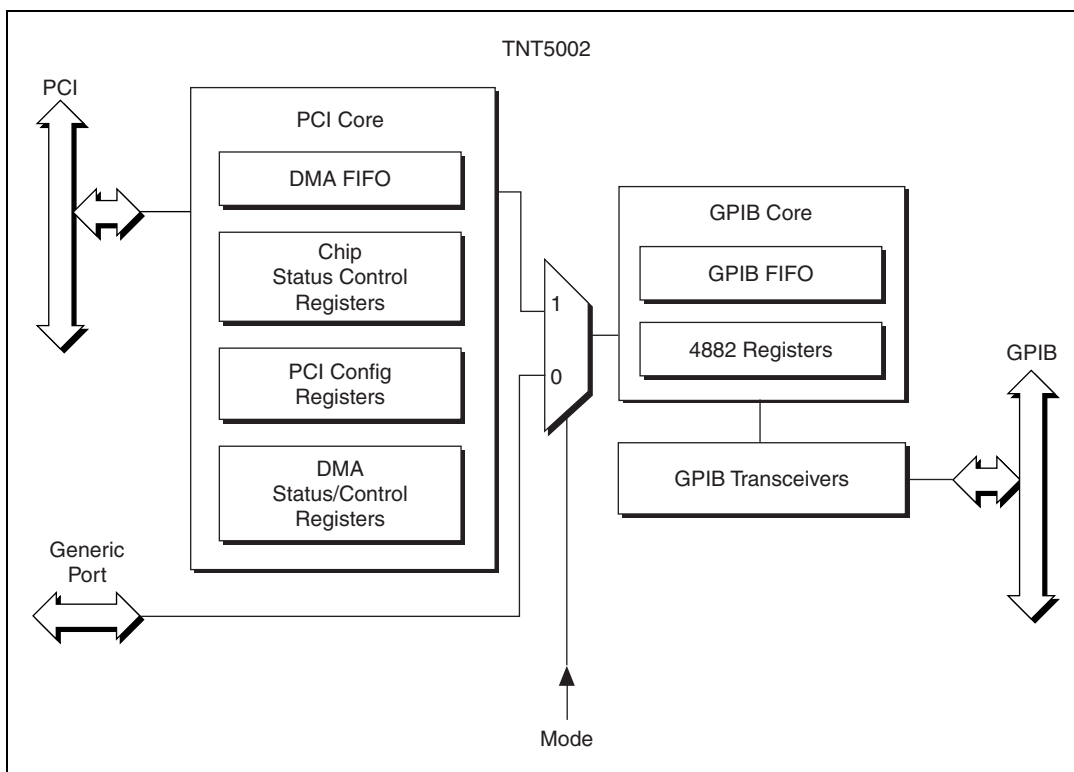 TNT5002
PCI
PCI Core
DMA FIFO
Chip
Status Control
Registers
PCI Config
Registers
DMA
Status/Control
Registers
Generic
Port
1
0
Mode
GPIB Core
GPIB FIFO
4882 Registers
GPIB Transceivers
GPIB